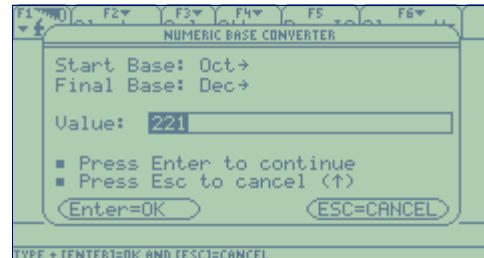 F1 F2 F3 F4 F5 F6
NUMERIC BASE CONVERTER
Start Base: Oct→
Final Base: Dec→
Value: 221
■ Press Enter to continue
■ Press Esc to cancel (↑)
Enter=OK ESC=CANCEL
TYPE + [ENTER]=OK AND [ESC]=CANCEL